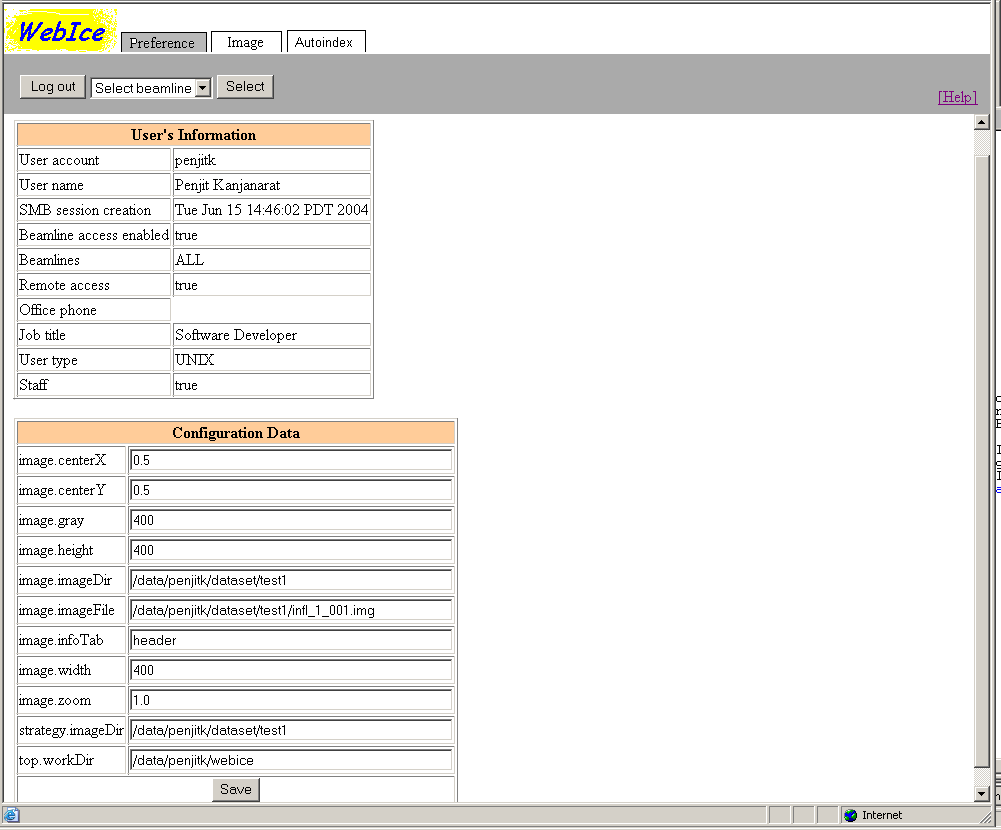 WebIce
Preference Image Autoindex
Log out Select beamline Select
[Help]
User's Information
User account penjitk
User name Penjit Kanjanarat
SMB session creation Tue Jun 15 14:46:02 PDT 2004
Beamline access enabled true
Beamlines ALL
Remote access true
Office phone
Job title Software Developer
User type UNIX
Staff true
Configuration Data
image.centerX 0.5
image.centerY 0.5
image.gray 400
image.height 400
image.imageDir /data/penjitk/dataset/test1
image.imageFile /data/penjitk/dataset/test1/infl_1_001.img
image.infoTab header
image.width 400
image.zoom 1.0
strategy.imageDir /data/penjitk/dataset/test1
top.workDir /data/penjitk/webice
Save
Internet